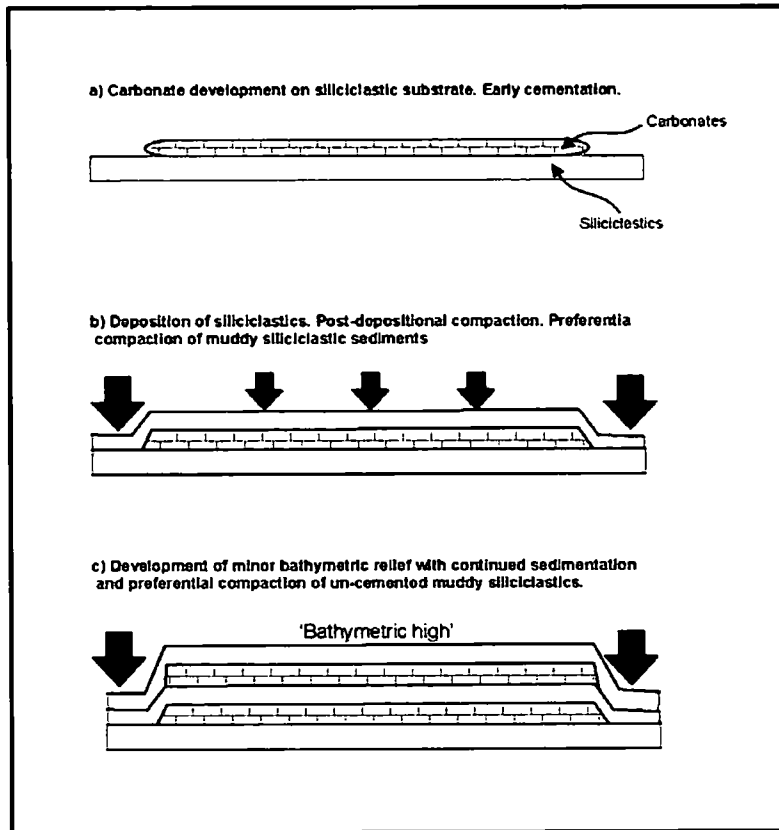 a) Carbonate development on siliciclastic substrate. Early cementation.
Carbonates
Siliciclastics
b) Deposition of siliciclastics. Post-depositional compaction. Preferentia
compaction of muddy siliciclastic sediments
c) Development of minor bathymetric relief with continued sedimentation
and preferential compaction of un-cemented muddy siliciclastics.
'Bathymetric high'